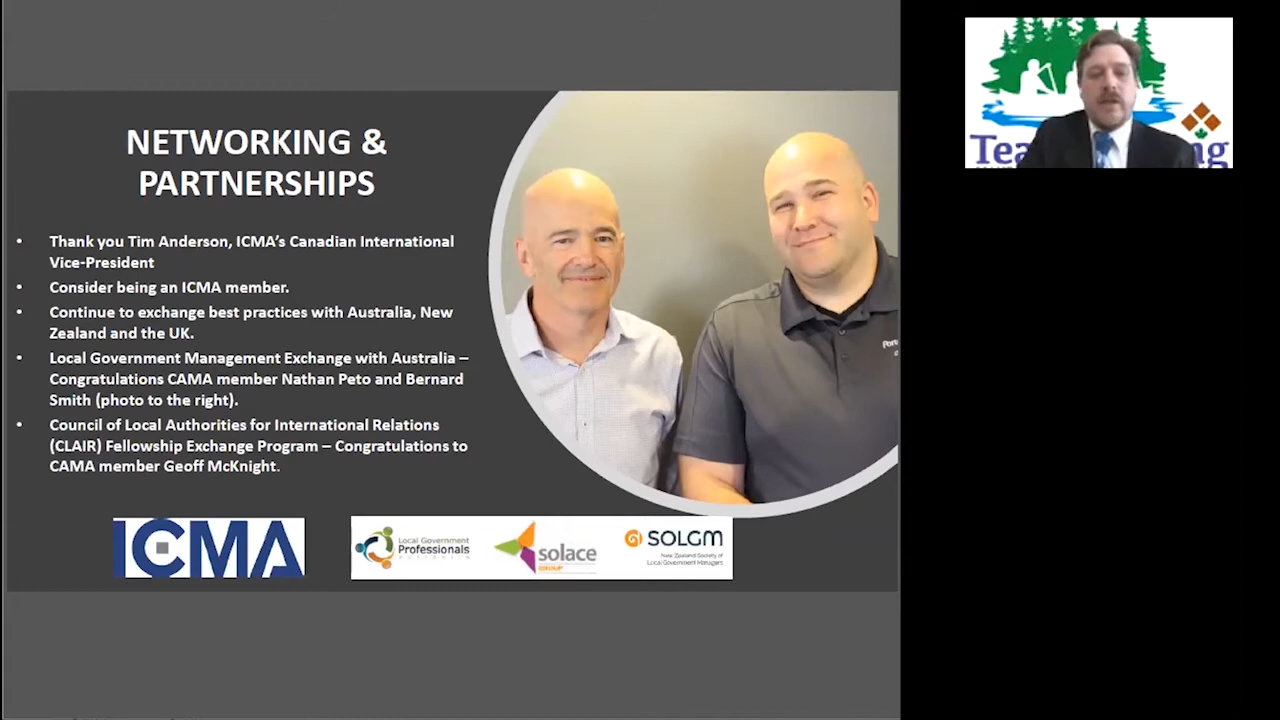 NETWORKING &
PARTNERSHIPS
• Thank you Tim Anderson, ICMA's Canadian International
Vice-President
• Consider being an ICMA member.
• Continue to exchange best practices with Australia, New
Zealand and the UK.
• Local Government Management Exchange with Australia –
Congratulations CAMA member Nathan Peto and Bernard
Smith (photo to the right).
• Council of Local Authorities for International Relations
(CLAIR) Fellowship Exchange Program – Congratulations to
CAMA member Geoff McKnight.
ICMA
Local Government
Professionals
AUSTRALIA
solace
GROUP
SOLGM
New Zealand Society of
Local Government Managers